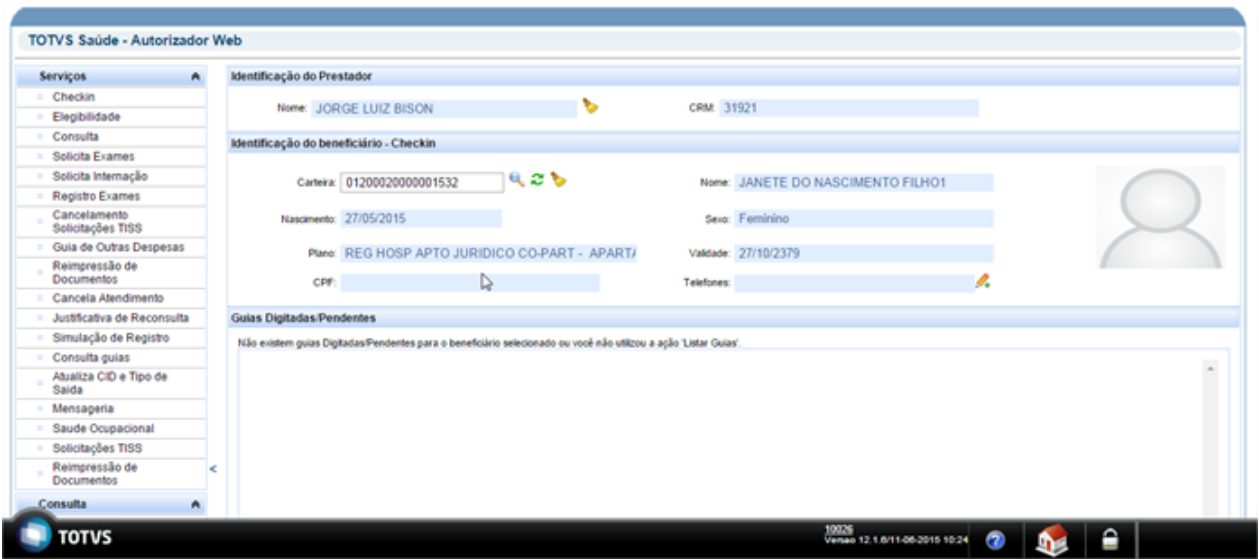 TOTVS Saúde - Autorizador Web
Serviços
Checkin
Elegibilidade
Consulta
Solicita Exames
Solicita Internação
Registro Exames
Cancelamento
Solicitações TISS
Guia de Outras Despesas
Reimpressão de
Documentos
Cancela Atendimento
Justificativa de Reconsulta
Simulação de Registro
Consulta guias
Atualiza CID e Tipo de
Saida
Mensageria
Saude Ocupacional
Solicitações TISS
Reimpressão de
Documentos
Consulta
<
Identificação do Prestador
Nome: JORGE LUIZ BISON CRM: 31921
Identificação do beneficiário - Checkin
Carteira: 01200020000001532 Nome: JANETE DO NASCIMENTO FILHO1
Nascimento: 27/05/2015 Sexo: Feminino
Plano: REG HOSP APTO JURIDICO CO-PART - APARTA Validade: 27/10/2379
CPF: Telefones:
Guias Digitadas/Pendentes
Não existem guias Digitadas/Pendentes para o beneficiário selecionado ou você não utilizou a ação 'Listar Guias'.
TOTVS
10026
Versao 12.1.6/11-06-2015 10:24